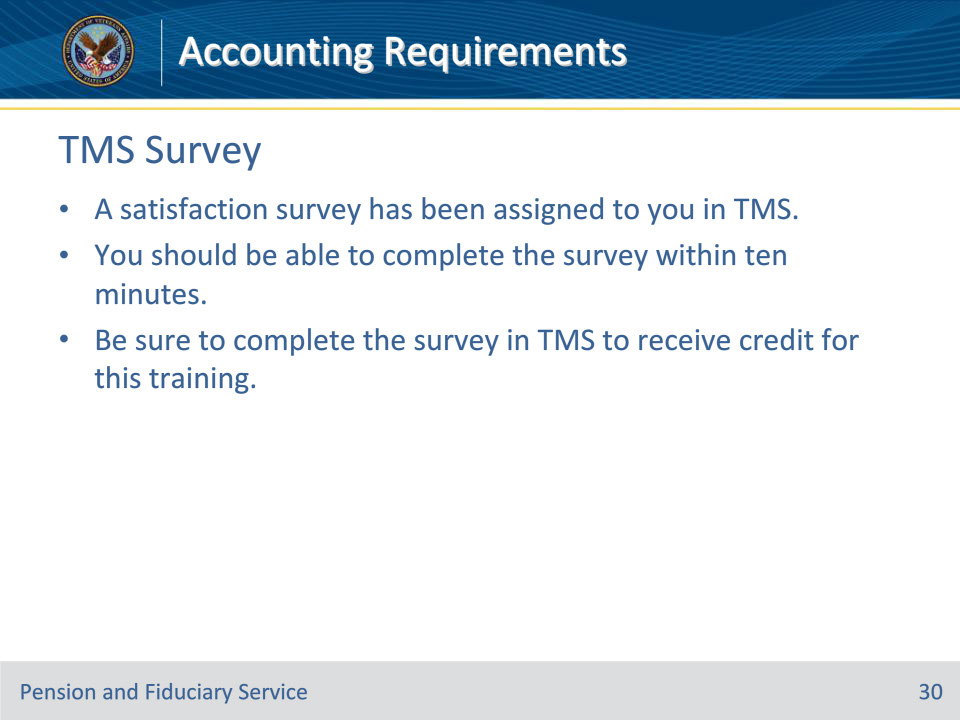 Accounting Requirements
TMS Survey
• A satisfaction survey has been assigned to you in TMS.
• You should be able to complete the survey within ten
minutes.
• Be sure to complete the survey in TMS to receive credit for
this training.
Pension and Fiduciary Service
30